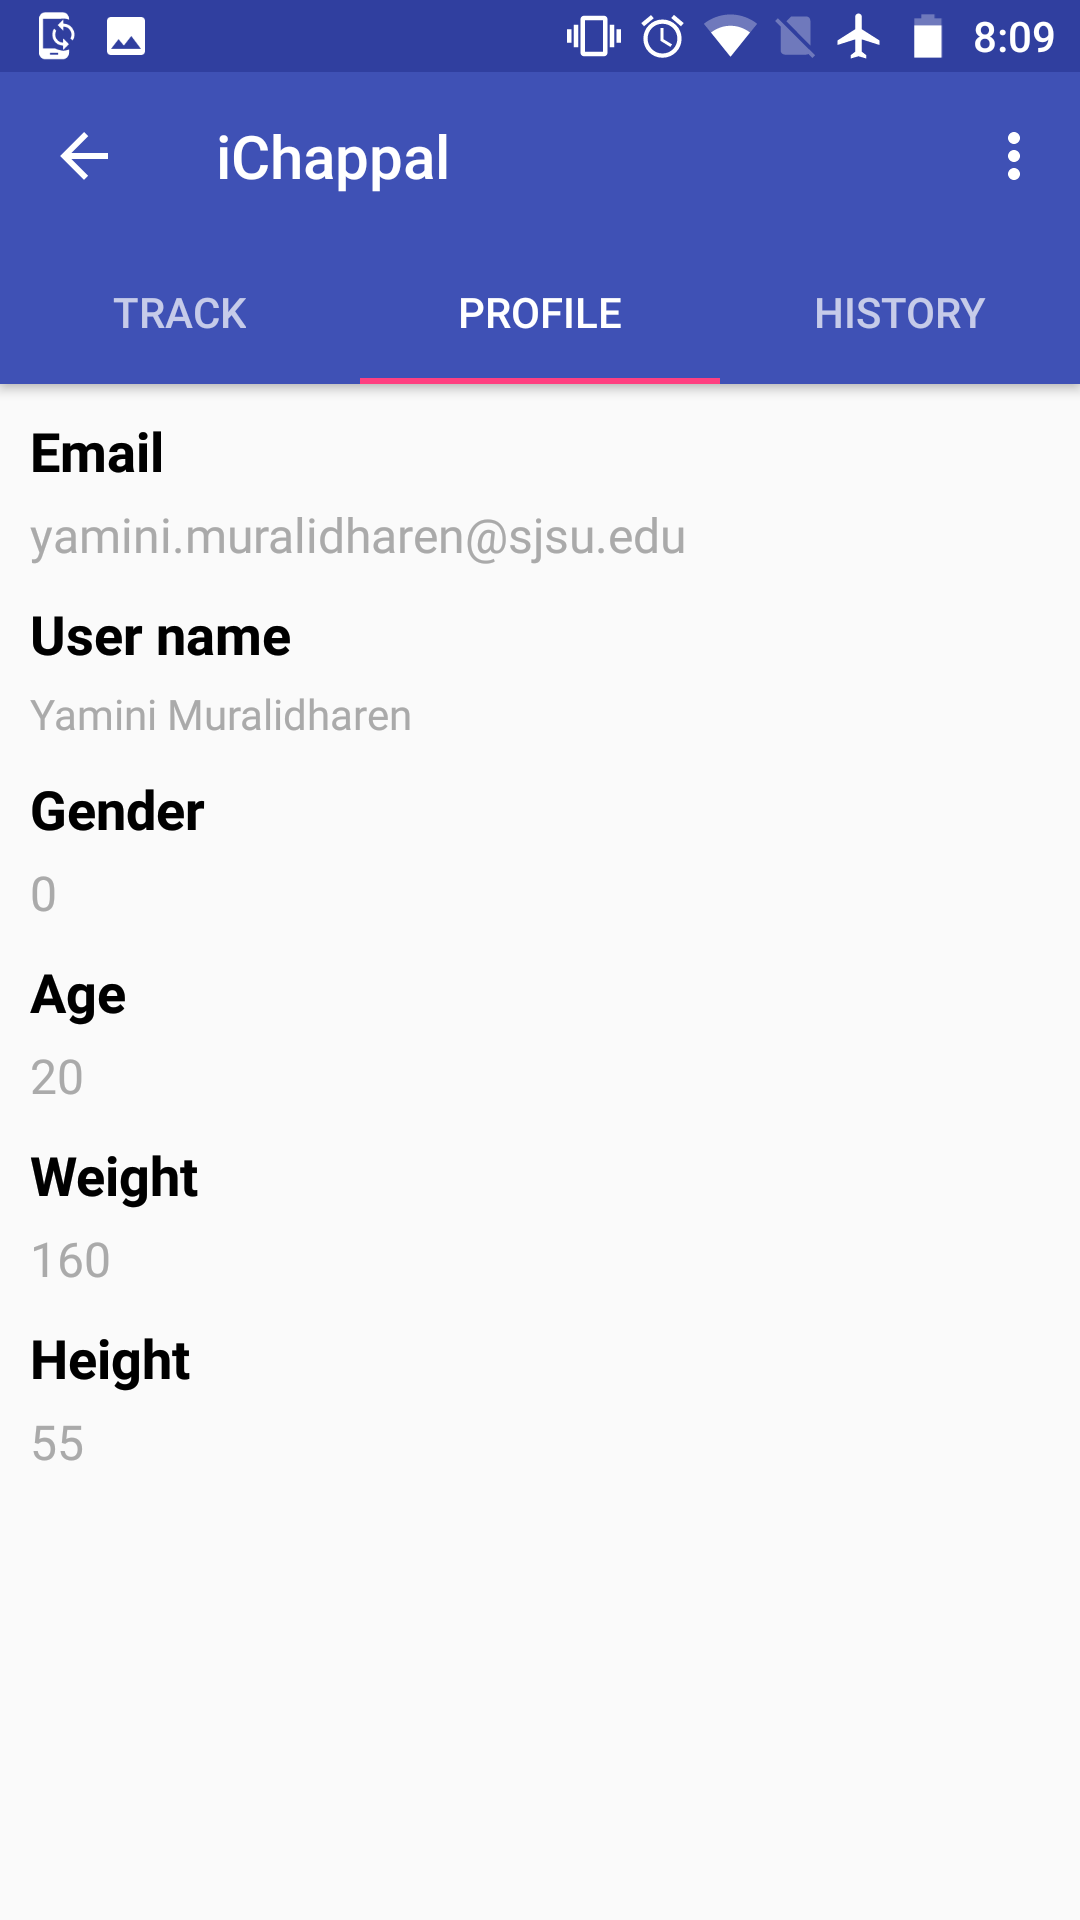 8:09
iChappal
TRACK PROFILE HISTORY
Email
yamini.muralidharen@sjsu.edu
User name
Yamini Muralidharen
Gender
0
Age
20
Weight
160
Height
55